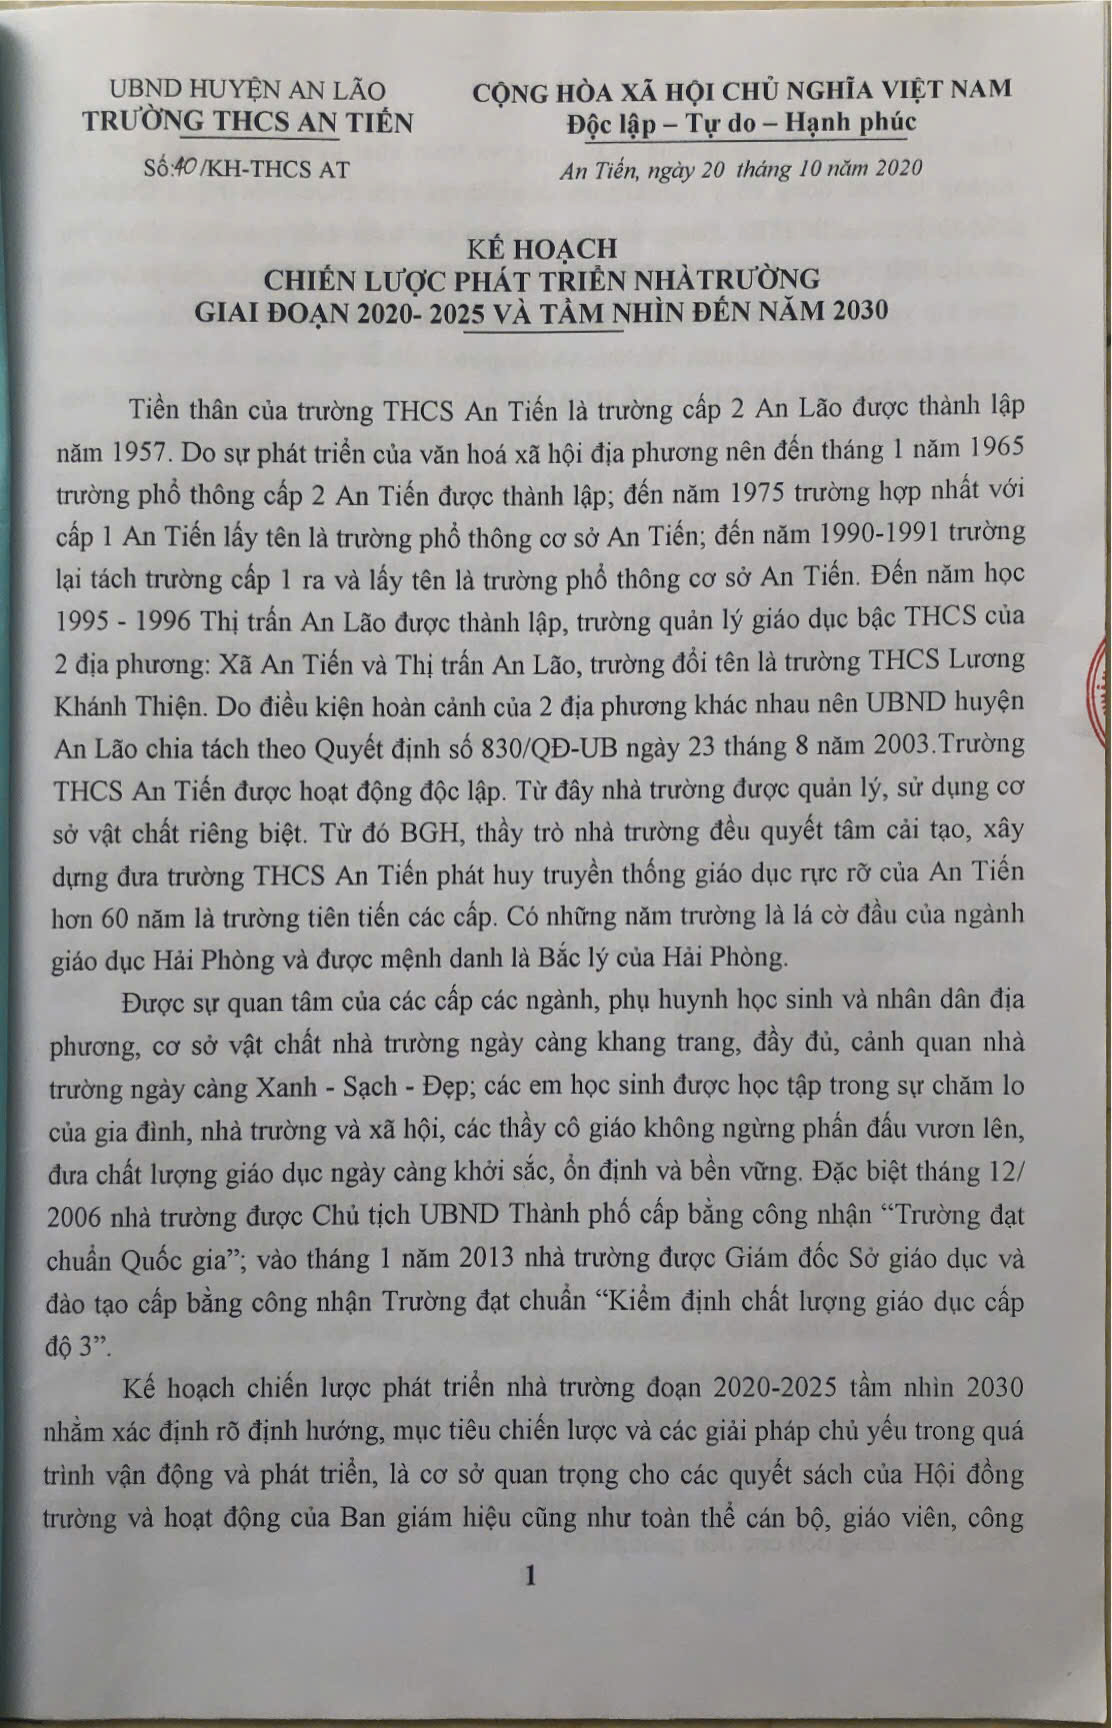 UBND HUYỆN AN LÃO
TRƯỜNG THCS AN TIẾN
Số:40/KH-THCS AT
CỘNG HÒA XÃ HỘI CHỦ NGHĨA VIỆT NAM
Độc lập – Tự do – Hạnh phúc
An Tiến, ngày 20 tháng 10 năm 2020
KẾ HOẠCH
CHIẾN LƯỢC PHÁT TRIỂN NHÀTRƯỜNG
GIAI ĐOẠN 2020- 2025 VÀ TẦM NHÌN ĐẾN NĂM 2030
Tiền thân của trường THCS An Tiến là trường cấp 2 An Lão được thành lập
năm 1957. Do sự phát triển của văn hoá xã hội địa phương nên đến tháng 1 năm 1965
trường phổ thông cấp 2 An Tiến được thành lập; đến năm 1975 trường hợp nhất với
cấp 1 An Tiến lấy tên là trường phổ thông cơ sở An Tiến; đến năm 1990-1991 trường
lại tách trường cấp 1 ra và lấy tên là trường phổ thông cơ sở An Tiến. Đến năm học
1995 - 1996 Thị trấn An Lão được thành lập, trường quản lý giáo dục bậc THCS của
2 địa phương: Xã An Tiến và Thị trấn An Lão, trường đổi tên là trường THCS Lương
Khánh Thiện. Do điều kiện hoàn cảnh của 2 địa phương khác nhau nên UBND huyện
An Lão chia tách theo Quyết định số 830/QĐ-UB ngày 23 tháng 8 năm 2003.Trường
THCS An Tiến được hoạt động độc lập. Từ đây nhà trường được quản lý, sử dụng cơ
sở vật chất riêng biệt. Từ đó BGH, thầy trò nhà trường đều quyết tâm cải tạo, xây
dựng đưa trường THCS An Tiến phát huy truyền thống giáo dục rực rỡ của An Tiến
hơn 60 năm là trường tiên tiến các cấp. Có những năm trường là lá cờ đầu của ngành
giáo dục Hải Phòng và được mệnh danh là Bắc lý của Hải Phòng.
Được sự quan tâm của các cấp các ngành, phụ huynh học sinh và nhân dân địa
phương, cơ sở vật chất nhà trường ngày càng khang trang, đầy đủ, cảnh quan nhà
trường ngày càng Xanh - Sạch - Đẹp; các em học sinh được học tập trong sự chăm lo
của gia đình, nhà trường và xã hội, các thầy cô giáo không ngừng phấn đấu vươn lên,
đưa chất lượng giáo dục ngày càng khởi sắc, ổn định và bền vững. Đặc biệt tháng 12/
2006 nhà trường được Chủ tịch UBND Thành phố cấp bằng công nhận “Trường đạt
chuẩn Quốc gia”; vào tháng 1 năm 2013 nhà trường được Giám đốc Sở giáo dục và
đào tạo cấp bằng công nhận Trường đạt chuẩn “Kiểm định chất lượng giáo dục cấp
độ 3”.
Kế hoạch chiến lược phát triển nhà trường đoạn 2020-2025 tầm nhìn 2030
nhằm xác định rõ định hướng, mục tiêu chiến lược và các giải pháp chủ yếu trong quá
trình vận động và phát triển, là cơ sở quan trọng cho các quyết sách của Hội đồng
trường và hoạt động của Ban giám hiệu cũng như toàn thể cán bộ, giáo viên, công
1